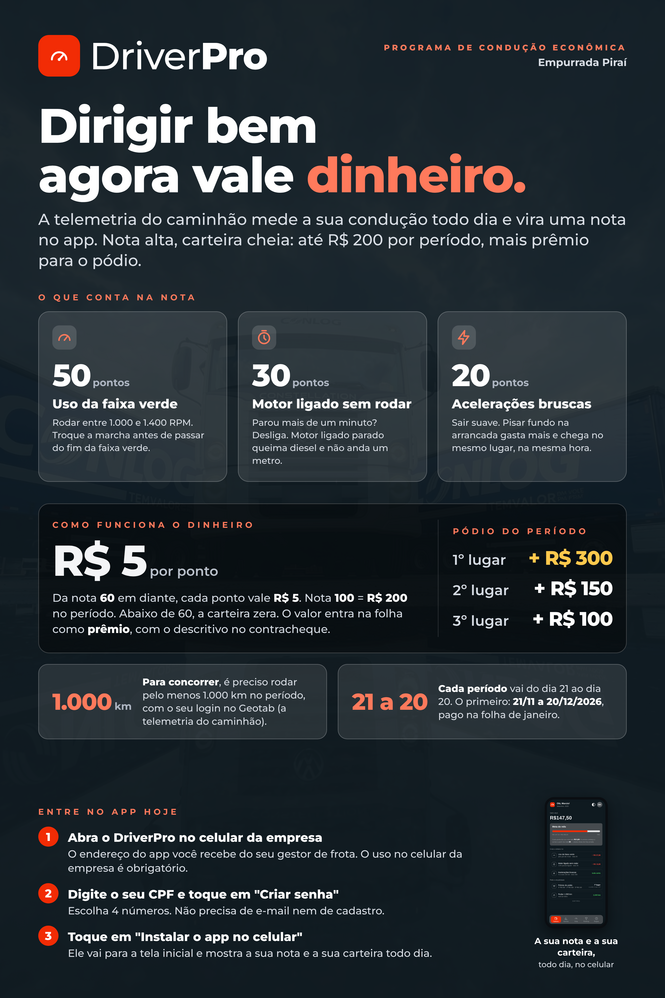 DriverPro
PROGRAMA DE CONDUÇÃO ECONÔMICA
Empurrada Piraí
Dirigir bem
agora vale dinheiro.
A telemetria do caminhão mede a sua condução todo dia e vira uma nota
no app. Nota alta, carteira cheia: até R$ 200 por período, mais prêmio
para o pódio.
O QUE CONTA NA NOTA
50 pontos
Uso da faixa verde
Rodar entre 1.000 e 1.400 RPM.
Troque a marcha antes de passar
do fim da faixa verde.
30 pontos
Motor ligado sem rodar
Parou mais de um minuto?
Desliga. Motor ligado parado
queima diesel e não anda um
metro.
20 pontos
Acelerações bruscas
Sair suave. Pisar fundo na
arrancada gasta mais e chega no
mesmo lugar, na mesma hora.
COMO FUNCIONA O DINHEIRO
R$ 5 por ponto
Da nota 60 em diante, cada ponto vale R$ 5. Nota 100 = R$ 200
no período. Abaixo de 60, a carteira zera. O valor entra na folha
como prêmio, com o descritivo no contracheque.
PÓDIO DO PERÍODO
1º lugar + R$ 300
2º lugar + R$ 150
3º lugar + R$ 100
1.000 km
Para concorrer, é preciso rodar
pelo menos 1.000 km no período,
com o seu login no Geotab (a
telemetria do caminhão).
21 a 20
Cada período vai do dia 21 ao dia
20. O primeiro: 21/11 a 20/12/2026,
pago na folha de janeiro.
ENTRE NO APP HOJE
1 Abra o DriverPro no celular da empresa
O endereço do app você recebe do seu gestor de frota. O uso no celular da
empresa é obrigatório.
2 Digite o seu CPF e toque em "Criar senha"
Escolha 4 números. Não precisa de e-mail nem de cadastro.
3 Toque em "Instalar o app no celular"
Ele vai para a tela inicial e mostra a sua nota e a sua carteira todo dia.
R$147,50
A sua nota e a sua
carteira,
todo dia, no celular